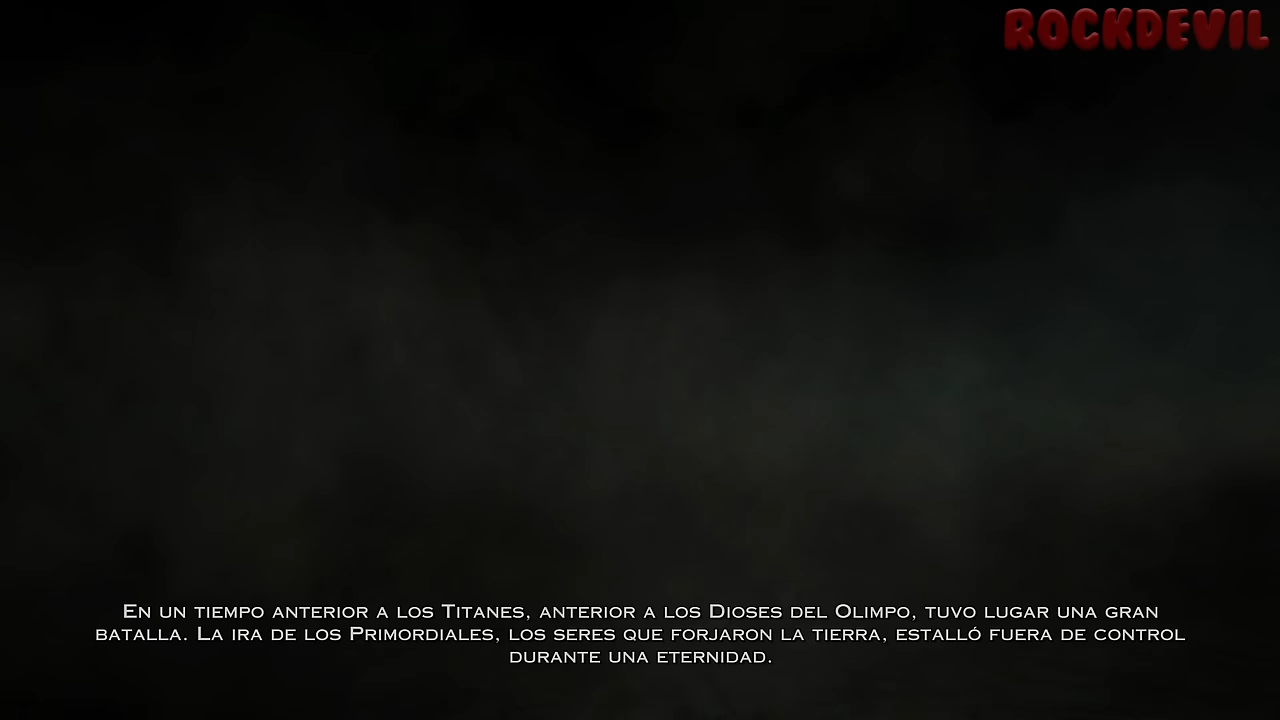 ROCKDEVIL
En un tiempo anterior a los Titanes, anterior a los Dioses del Olimpo, tuvo lugar una gran
batalla. La ira de los Primordiales, los seres que forjaron la tierra, estalló fuera de control
durante una eternidad.